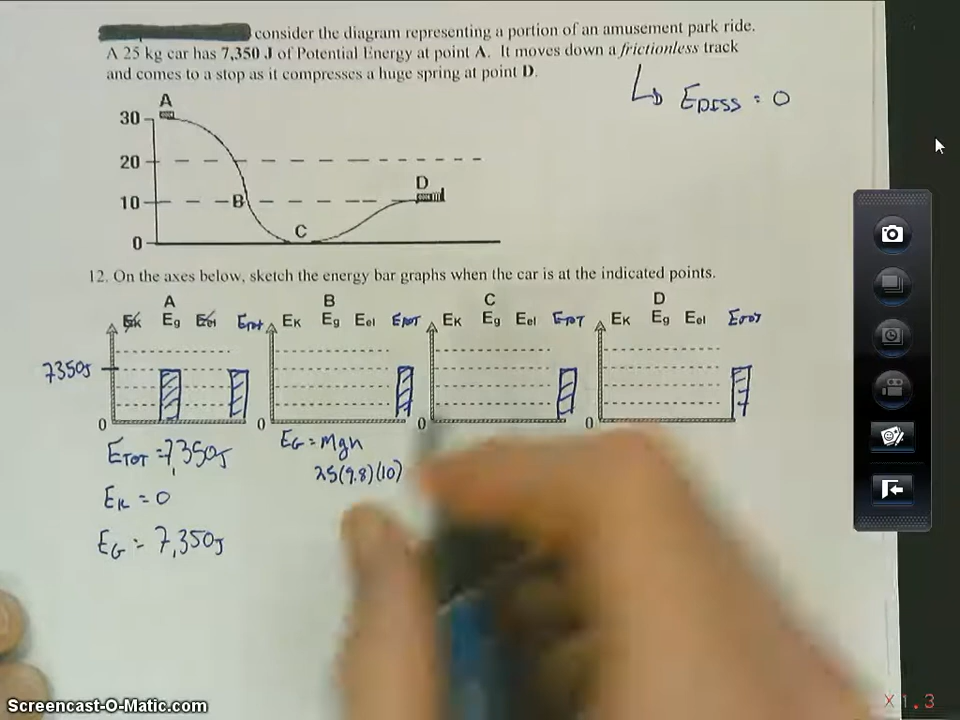 consider the diagram representing a portion of an amusement park ride.
A 25 kg car has 7,350 J of Potential Energy at point A. It moves down a frictionless track
and comes to a stop as it compresses a huge spring at point D.
EDISS = 0
A
30
20
D
10
B
C
0
12. On the axes below, sketch the energy bar graphs when the car is at the indicated points.
A B C D
Ek Eg Eel ETOT EK Eg Eel ETOT EK Eg Eel ETOT EK Eg Eel ETOT
7350J
0 0 0 0
ETOT = 7,350J
EG = mgh
25(9.8)(10)
EK = 0
EG = 7,350J
Screencast-O-Matic.com
X1.3